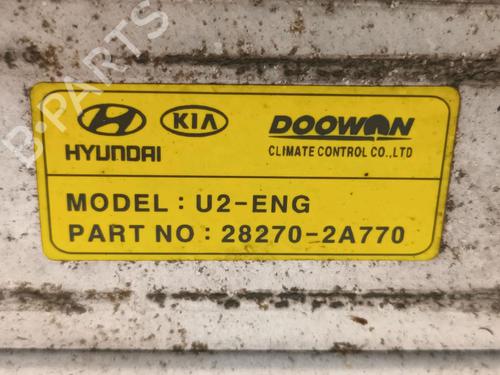 HYUNDAI
KIA
DOOWON
CLIMATE CONTROL CO.,LTD
MODEL : U2-ENG
PART NO : 28270-2A770
B-PARTS